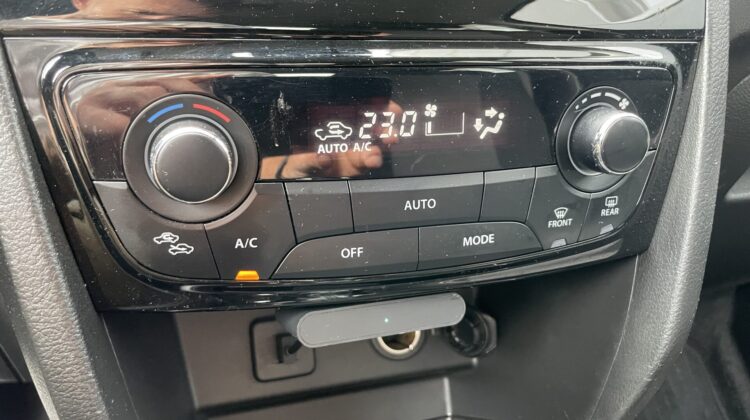 23.0
AUTO A/C
AUTO
A/C
OFF
MODE
FRONT
REAR